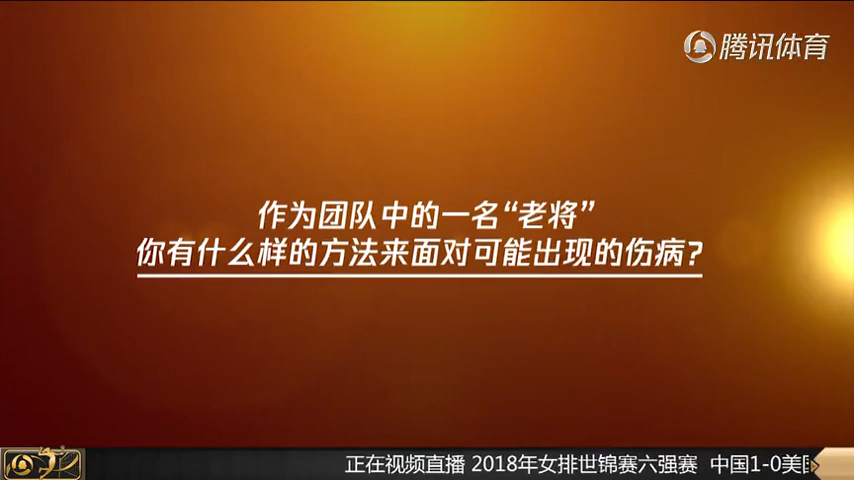 腾讯体育
作为团队中的一名“老将”
你有什么样的方法来面对可能出现的伤病?
正在视频直播 2018年女排世锦赛六强赛 中国1-0美国